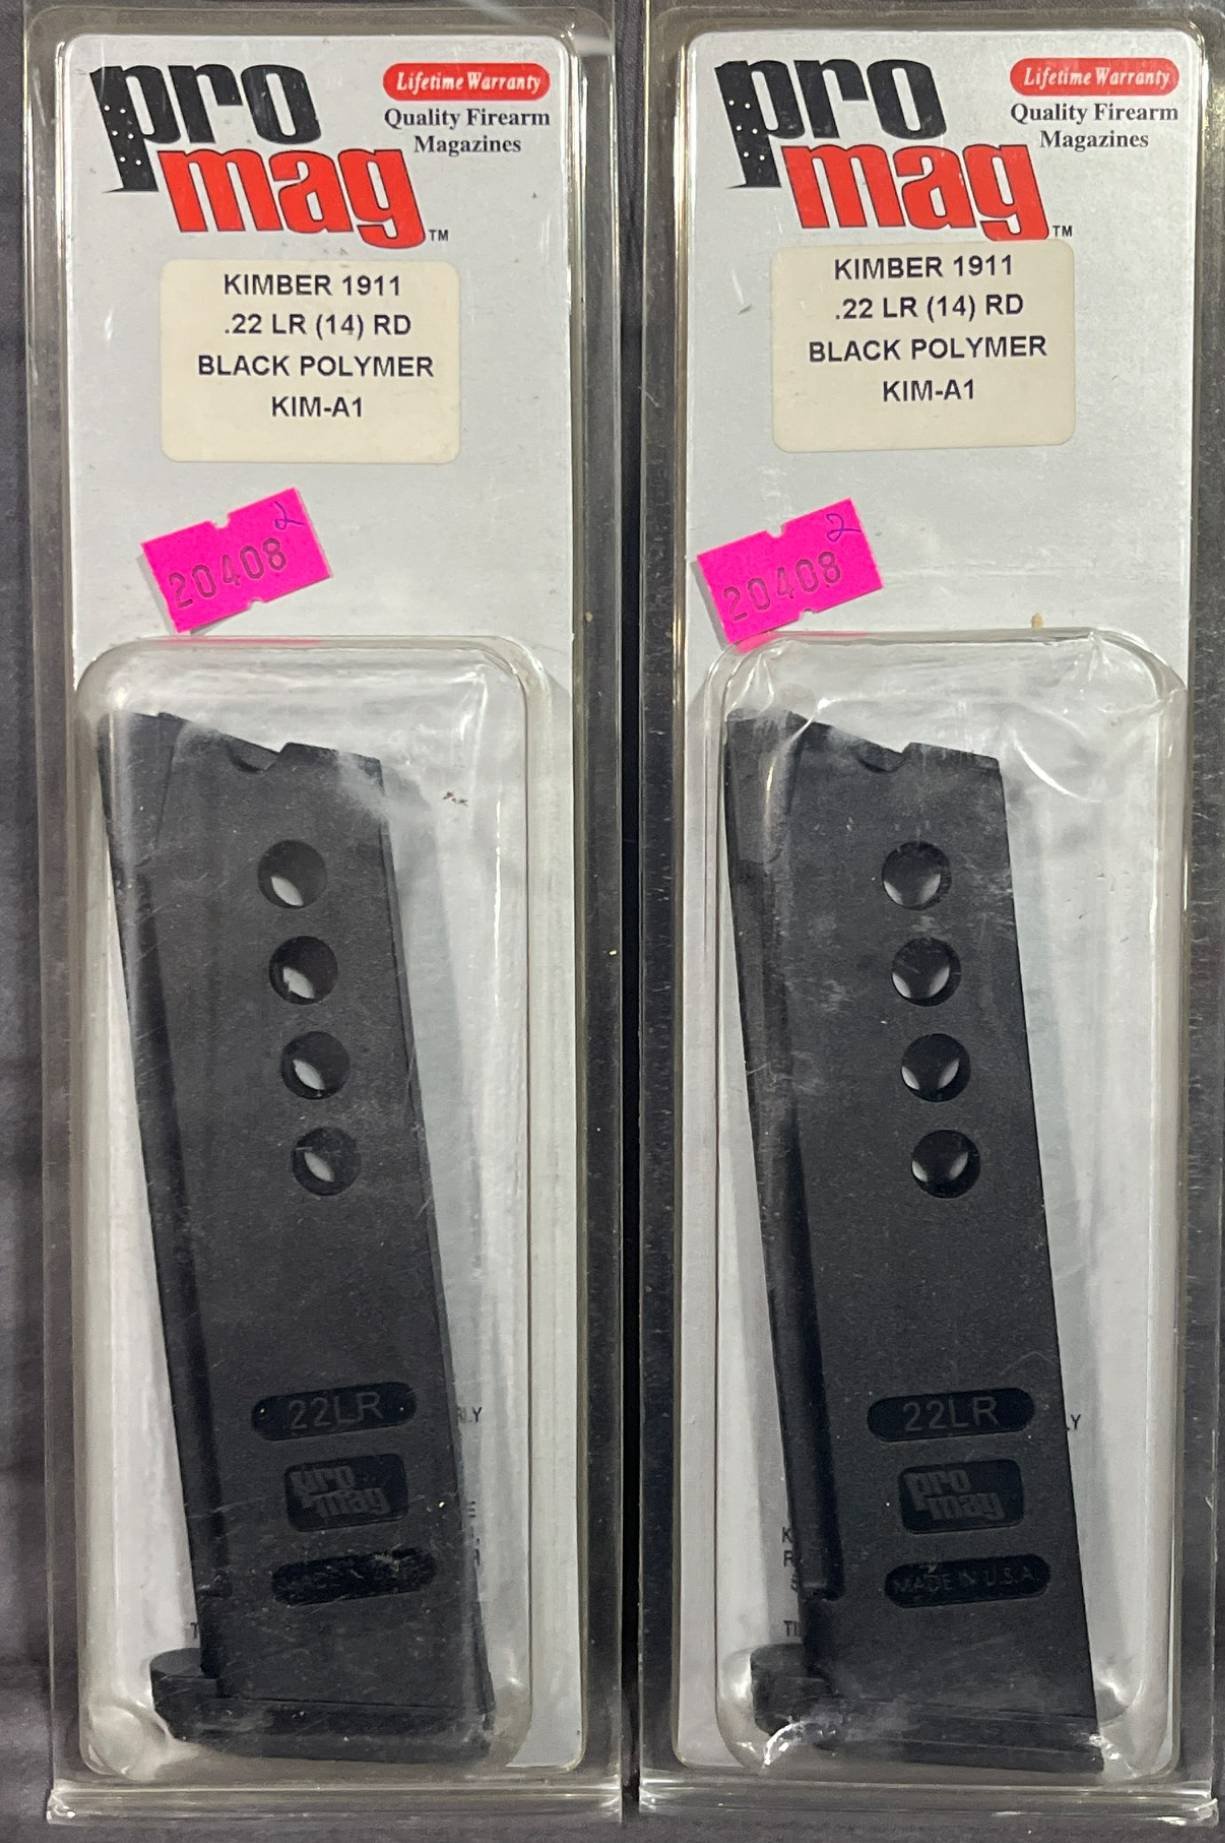 pro
mag™
Lifetime Warranty
Quality Firearm
Magazines
KIMBER 1911
.22 LR (14) RD
BLACK POLYMER
KIM-A1
2
20408
22LR
pro
mag
pro
mag™
Lifetime Warranty
Quality Firearm
Magazines
KIMBER 1911
.22 LR (14) RD
BLACK POLYMER
KIM-A1
2
20408
22LR
pro
mag
MADE IN U.S.A.